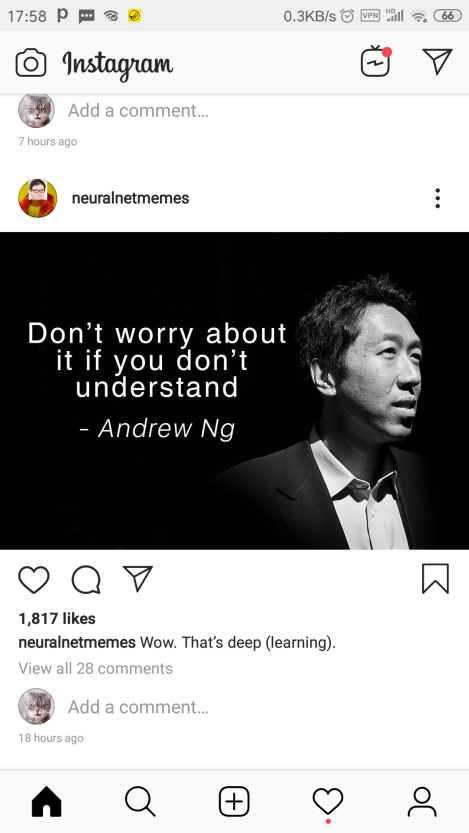 17:58 0.3KB/s VPN HD 66
Instagram
Add a comment...
7 hours ago
neuralnetmemes
Don't worry about
it if you don't
understand
- Andrew Ng
1,817 likes
neuralnetmemes Wow. That's deep (learning).
View all 28 comments
Add a comment...
18 hours ago